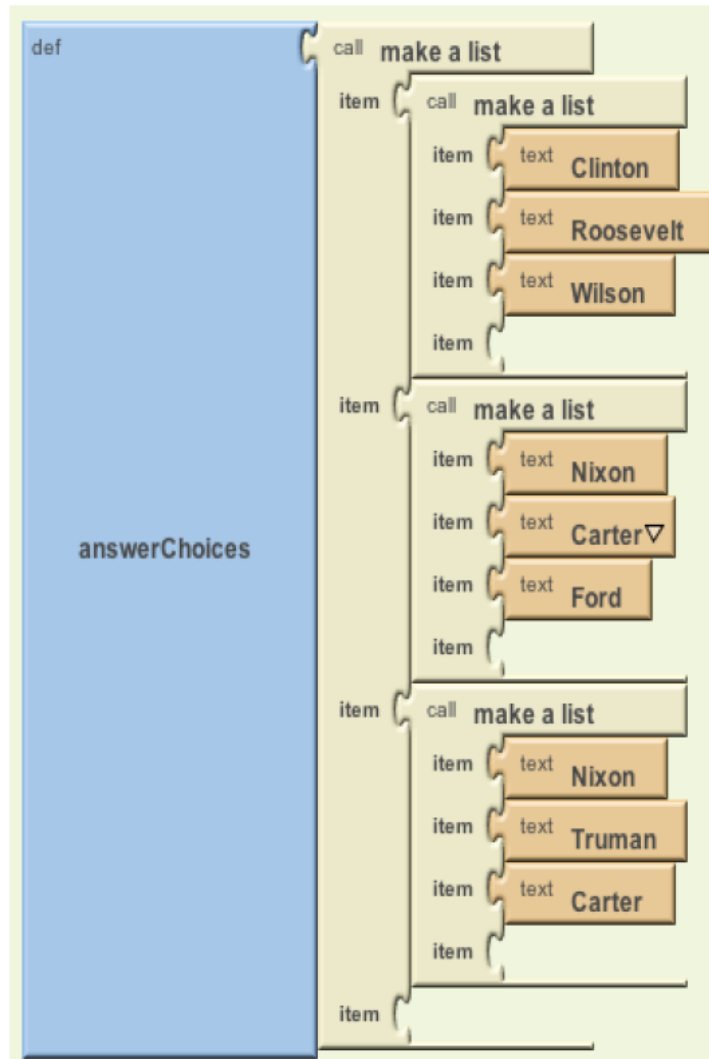 def
call make a list
item call make a list
item text Clinton
item text Roosevelt
item text Wilson
item
item call make a list
item text Nixon
item text Carter
answerChoices
item text Ford
item
item call make a list
item text Nixon
item text Truman
item text Carter
item
item